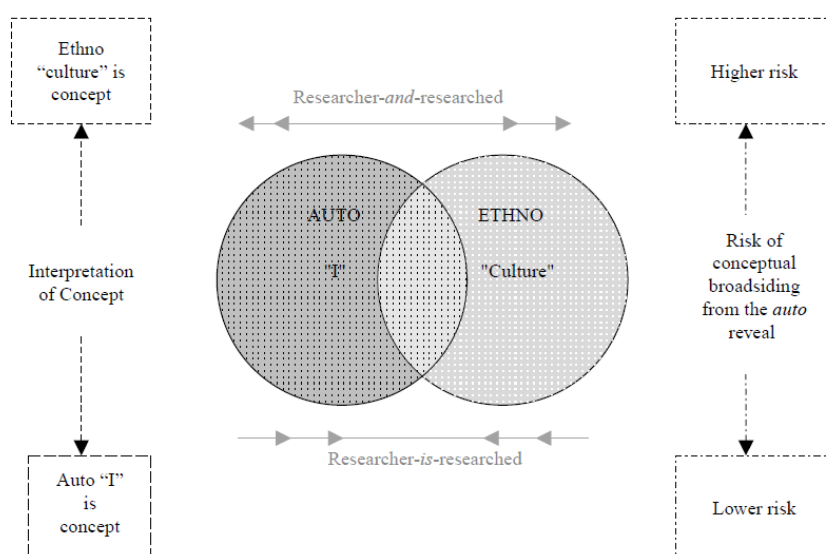 Ethno
“culture” is
concept
Higher risk
Researcher-and-researched
AUTO
ETHNO
"I"
"Culture"
Interpretation
of Concept
Risk of
conceptual
broadsiding
from the auto
reveal
Researcher-is-researched
Auto “I”
is
concept
Lower risk